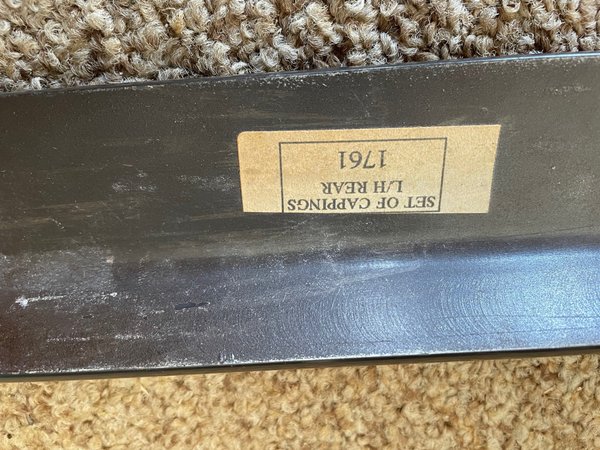 SET OF CAPPINGS
L/H REAR
1761